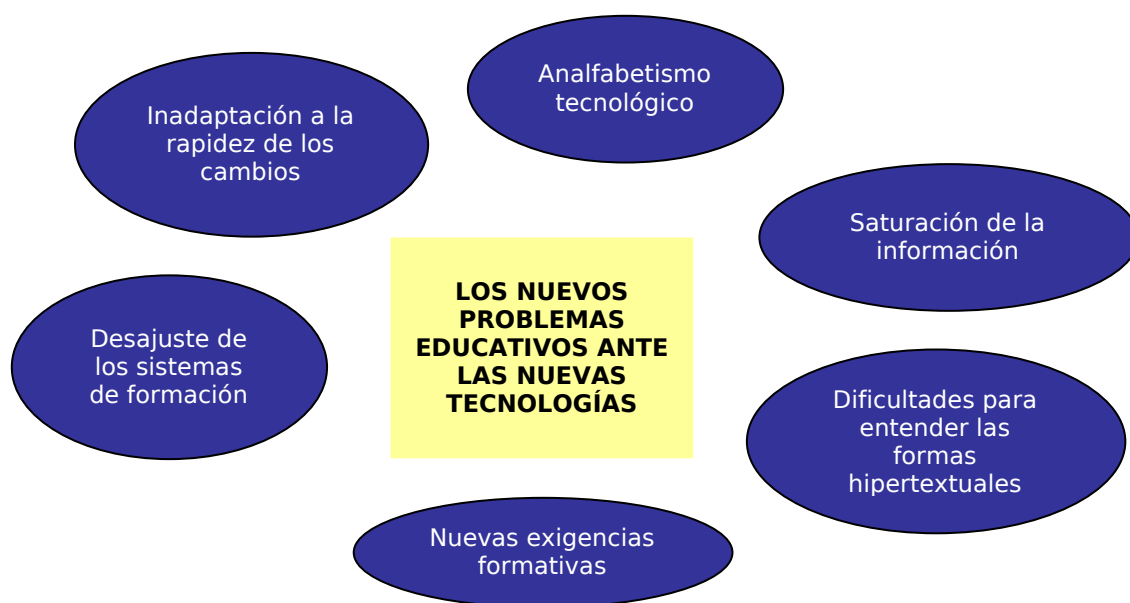 Analfabetismo
tecnológico
Inadaptación a la
rapidez de los
cambios
Saturación de la
información
LOS NUEVOS
PROBLEMAS
EDUCATIVOS ANTE
LAS NUEVAS
TECNOLOGÍAS
Desajuste de
los sistemas
de formación
Dificultades para
entender las
formas
hipertextuales
Nuevas exigencias
formativas